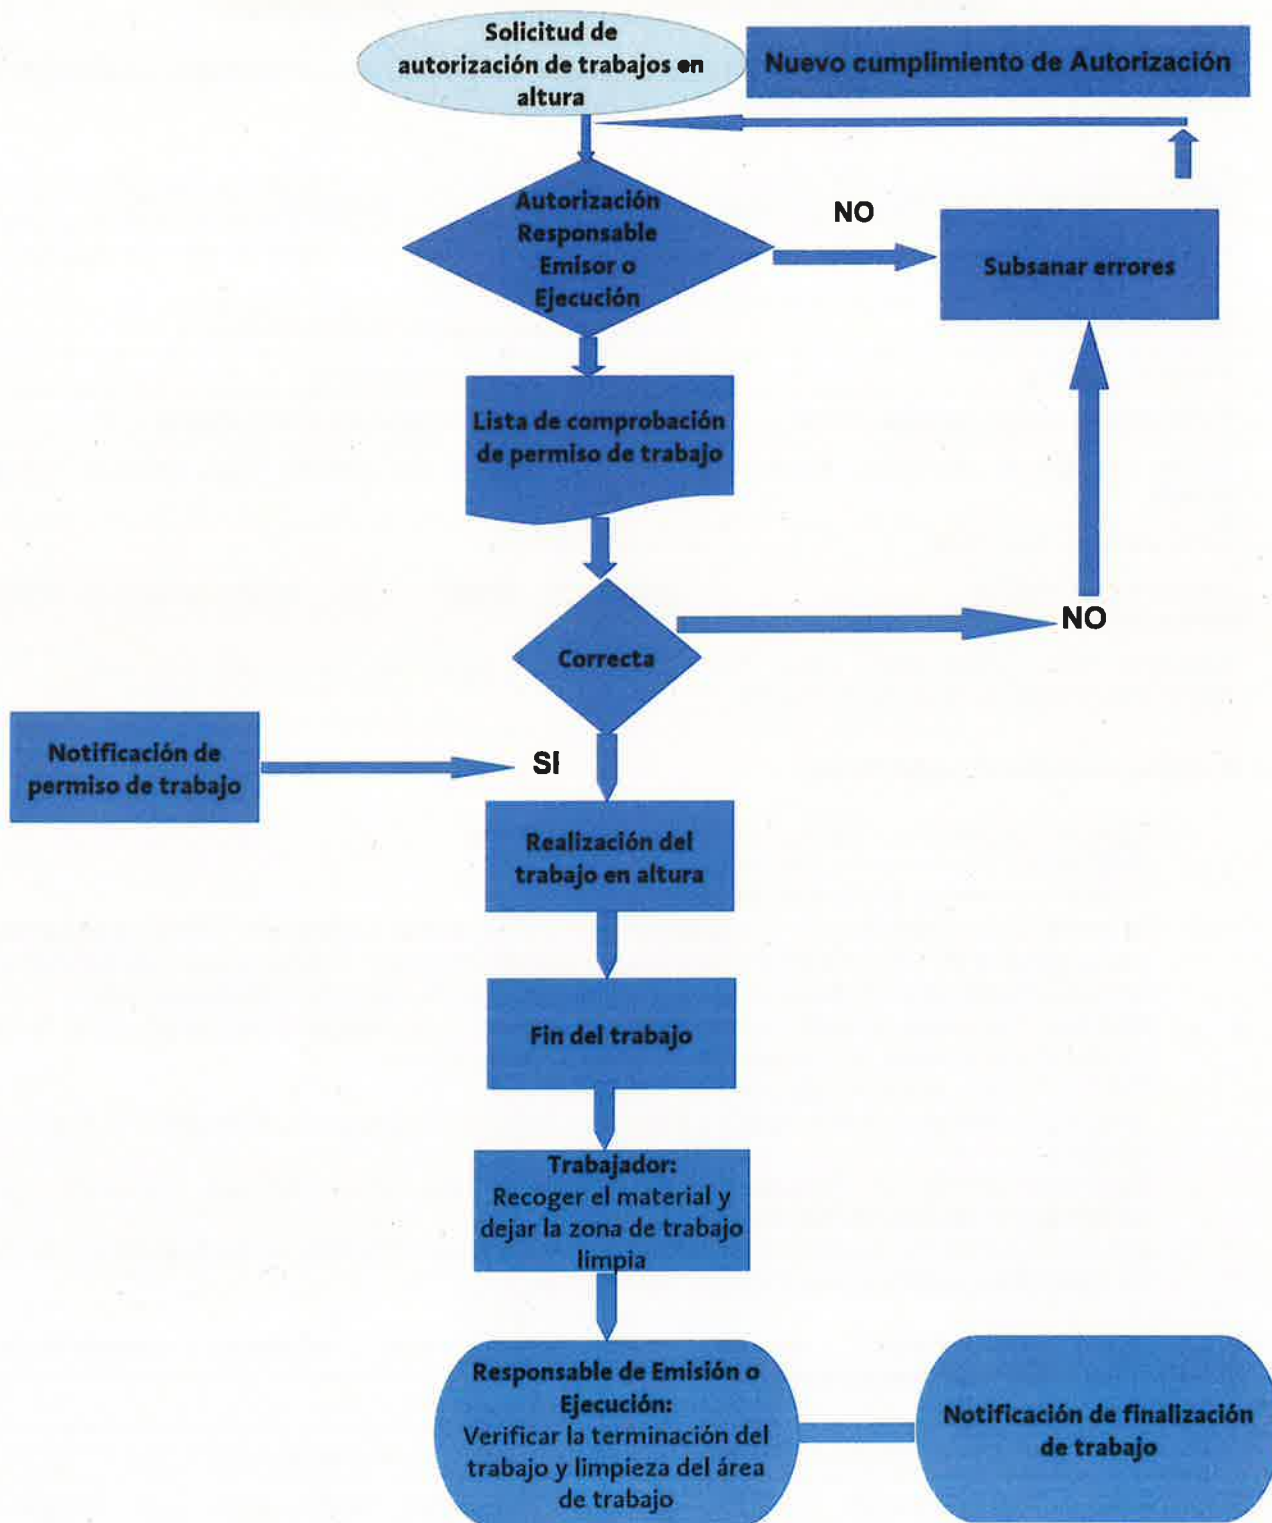 Solicitud de
autorización de trabajos en
altura
Nuevo cumplimiento de Autorización
Autorización
Responsable
Emisor o
Ejecución
NO
Subsanar errores
Lista de comprobación
de permiso de trabajo
Correcta
NO
Notificación de
permiso de trabajo
SI
Realización del
trabajo en altura
Fin del trabajo
Trabajador:
Recoger el material y
dejar la zona de trabajo
limpia
Responsable de Emisión o
Ejecución:
Verificar la terminación del
trabajo y limpieza del área
de trabajo
Notificación de finalización
de trabajo